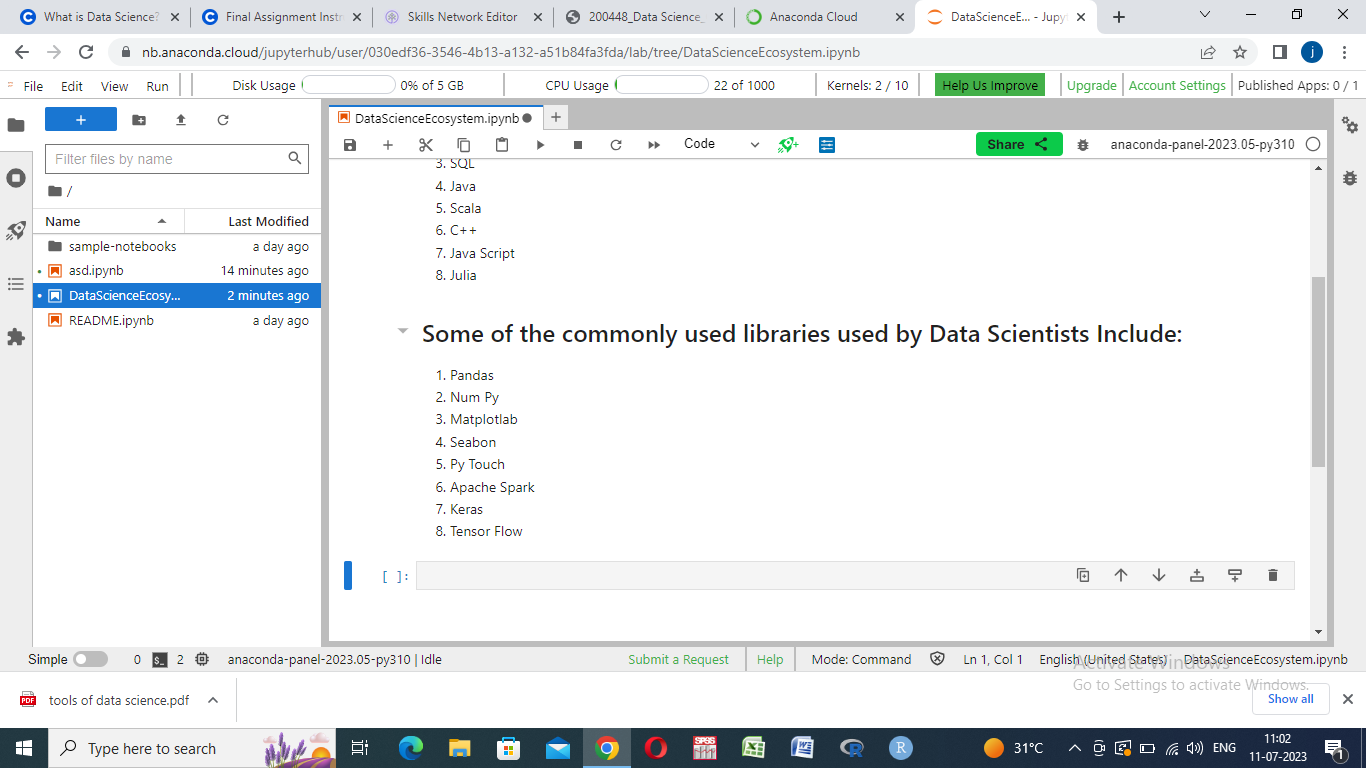 What is Data Science?
Final Assignment Instr
Skills Network Editor
200448_Data Science_
Anaconda Cloud
DataScienceE... - Jupyt
nb.anaconda.cloud/jupyterhub/user/030edf36-3546-4b13-a132-a51b84fa3fda/lab/tree/DataScienceEcosystem.ipynb
j
File Edit View Run
Disk Usage 0% of 5 GB
CPU Usage 22 of 1000
Kernels: 2 / 10
Help Us Improve
Upgrade
Account Settings
Published Apps: 0 / 1
Filter files by name
/
Name Last Modified
sample-notebooks a day ago
asd.ipynb 14 minutes ago
DataScienceEcosy... 2 minutes ago
README.ipynb a day ago
DataScienceEcosystem.ipynb
Code
Share
anaconda-panel-2023.05-py310
3. SQL
4. Java
5. Scala
6. C++
7. Java Script
8. Julia
Some of the commonly used libraries used by Data Scientists Include:
1. Pandas
2. Num Py
3. Matplotlab
4. Seabon
5. Py Touch
6. Apache Spark
7. Keras
8. Tensor Flow
[ ]:
Simple 0 $_ 2 anaconda-panel-2023.05-py310 | Idle
Submit a Request
Help
Mode: Command
Ln 1, Col 1
English (United States)
DataScienceEcosystem.ipynb
Activate Windows
Go to Settings to activate Windows.
PDF
tools of data science.pdf
Show all
Type here to search
SPSS
31°C
ENG
11:02
11-07-2023
1